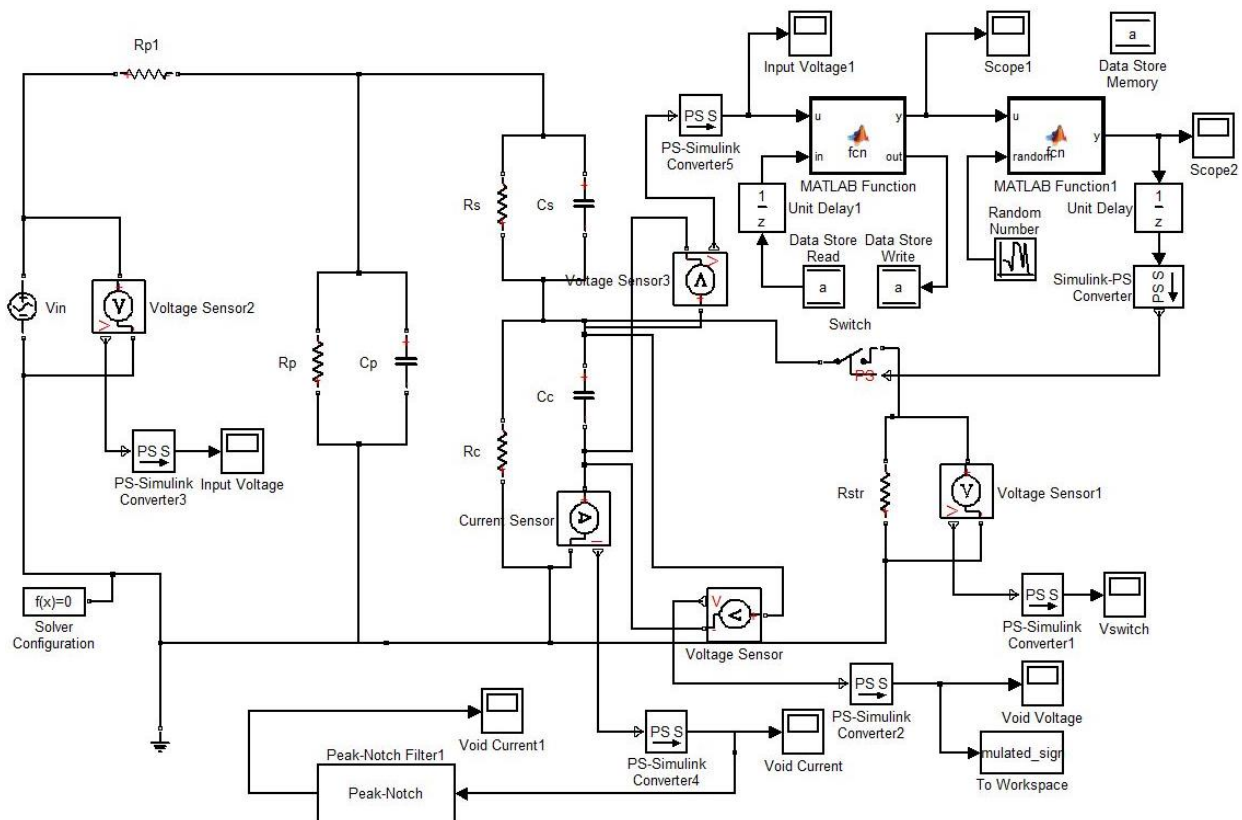 Rp1
Input Voltage1
Scope1
a
Data Store
Memory
PS S
PS-Simulink
Converter5
u
in
fcn
y
out
MATLAB Function
u
random
fcn
y
MATLAB Function1
Scope2
1
z
Unit Delay1
1
z
Unit Delay
Random
Number
Data Store
Read
a
Data Store
Write
a
PS S
Simulink-PS
Converter
Rs
Cs
V
Voltage Sensor3
Switch
PS
Vin
V
Voltage Sensor2
Rp
Cp
Cc
Rc
PS S
PS-Simulink
Converter3
Input Voltage
A
I
Current Sensor
Rstr
V
Voltage Sensor1
PS S
PS-Simulink
Converter1
Vswitch
f(x)=0
Solver
Configuration
V
Voltage Sensor
PS S
PS-Simulink
Converter2
Void Voltage
mulated_sign
To Workspace
Void Current1
PS S
PS-Simulink
Converter4
Void Current
Peak-Notch Filter1
Peak-Notch